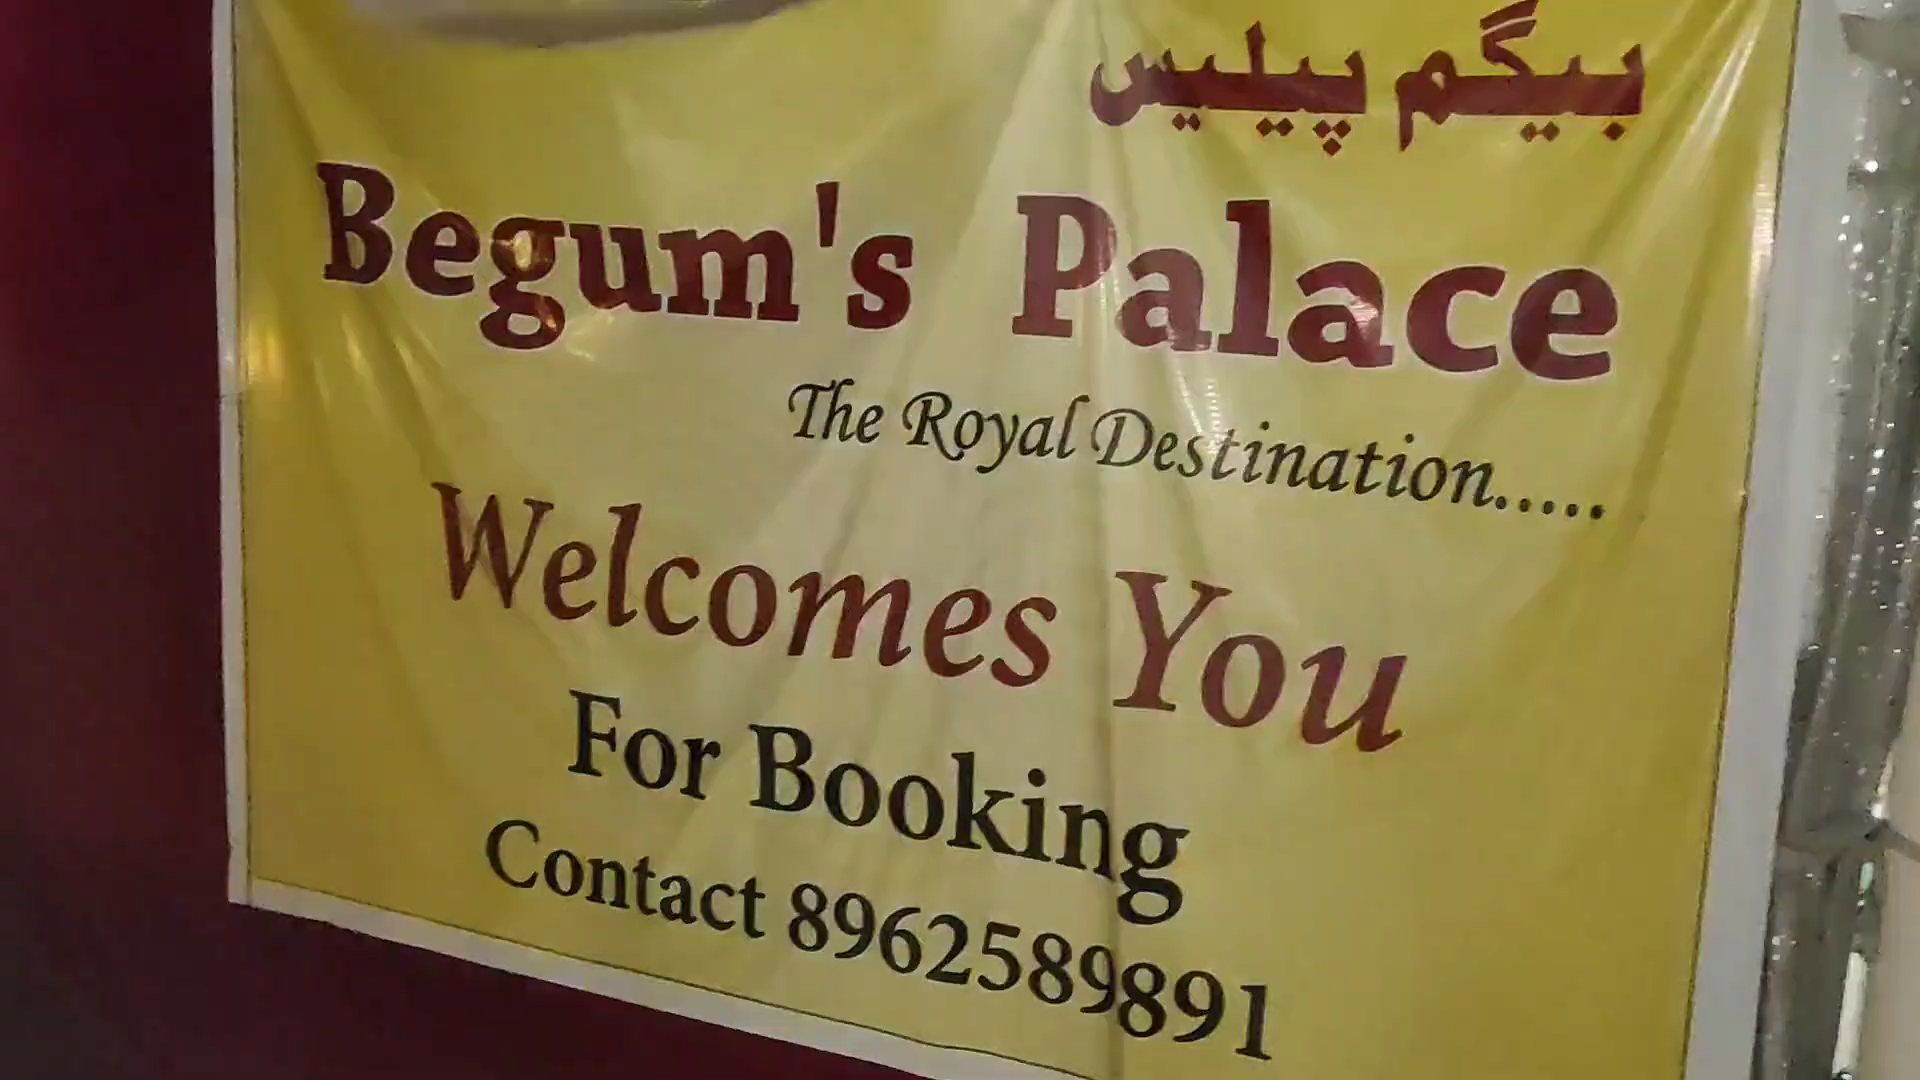 بیگم پیلیس
Begum's Palace
The Royal Destination.....
Welcomes You
For Booking
Contact 8962589891